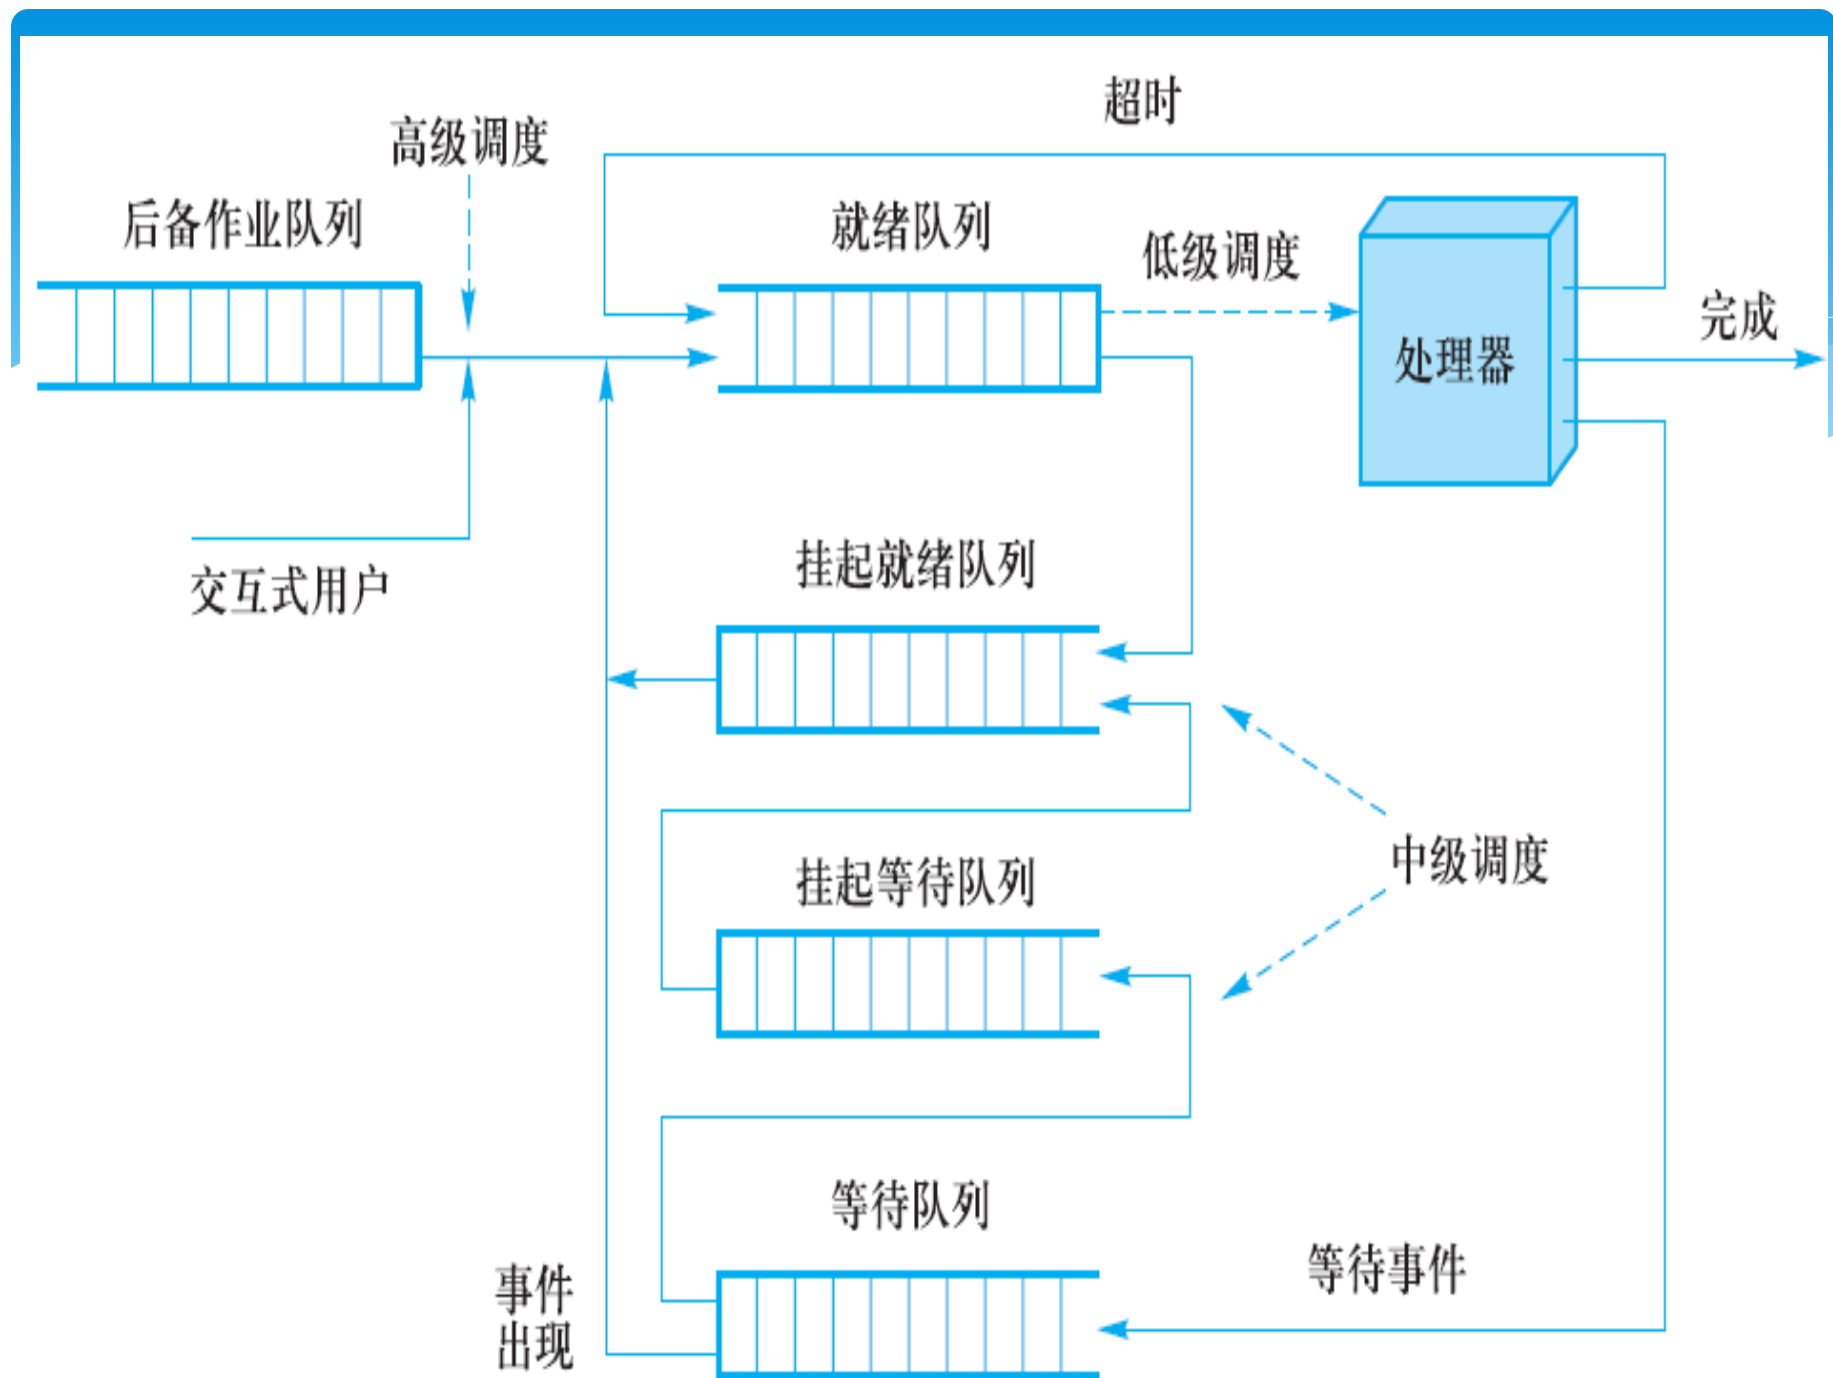 超时
高级调度
后备作业队列
就绪队列
低级调度
完成
处理器
挂起就绪队列
交互式用户
中级调度
挂起等待队列
等待队列
等待事件
事件
出现